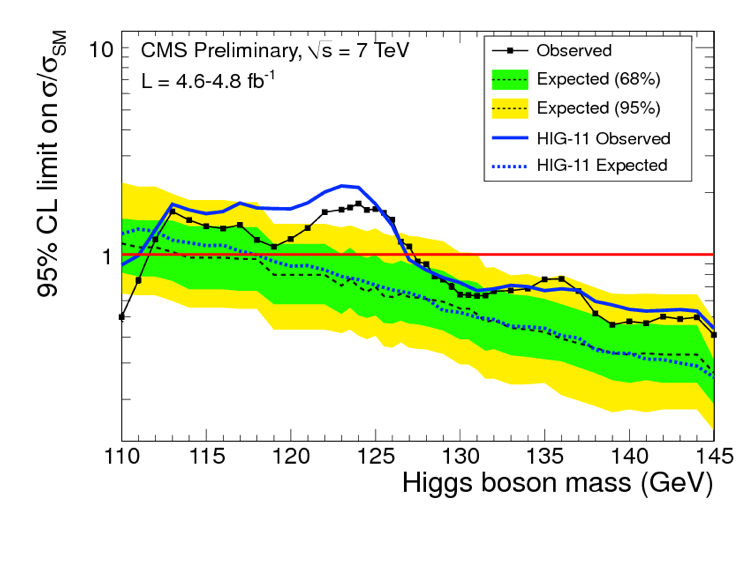 95% CL limit on σ/σSM
10
1
CMS Preliminary, √s = 7 TeV
L = 4.6-4.8 fb-1
Observed
Expected (68%)
Expected (95%)
HIG-11 Observed
HIG-11 Expected
110 115 120 125 130 135 140 145
Higgs boson mass (GeV)